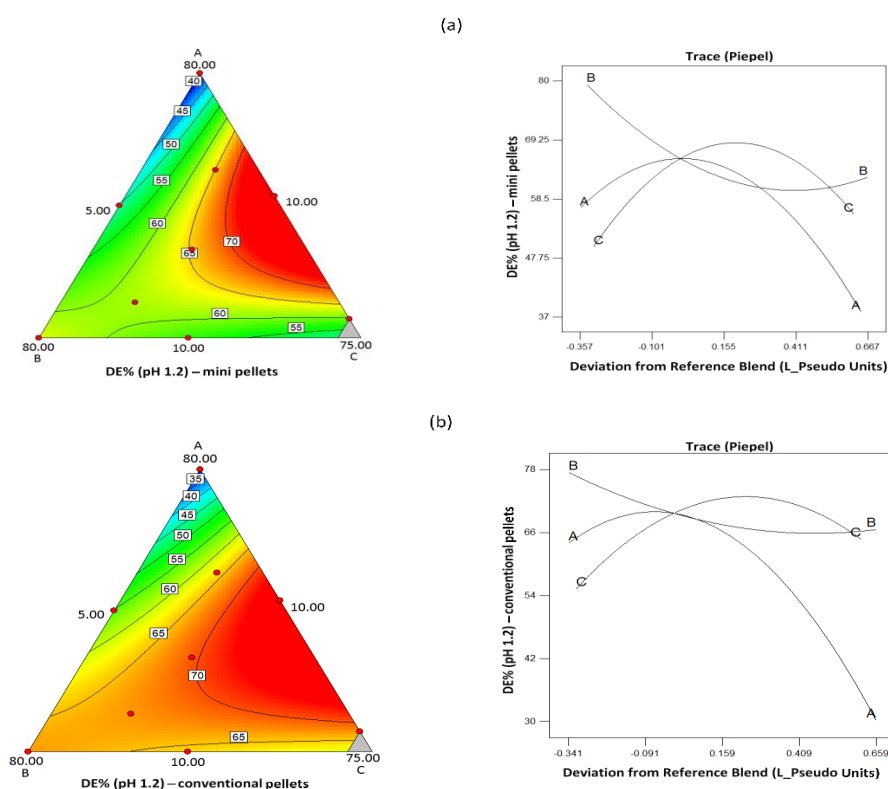 (a)
A
80.00
40
45
50
55
60
5.00
10.00
65
70
60
55
80.00
B
10.00
75.00
C
DE% (pH 1.2) – mini pellets
Trace (Piepel)
DE% (pH 1.2) – mini pellets
80
69.25
58.5
47.75
37
B
A
C
B
C
A
-0.357
-0.101
0.155
0.411
0.667
Deviation from Reference Blend (L_Pseudo Units)
(b)
A
80.00
35
40
45
50
55
60
65
5.00
10.00
70
65
80.00
B
10.00
75.00
C
DE% (pH 1.2) – conventional pellets
Trace (Piepel)
DE% (pH 1.2) – conventional pellets
78
66
54
42
30
B
A
C
C
B
A
-0.341
-0.091
0.159
0.409
0.659
Deviation from Reference Blend (L_Pseudo Units)